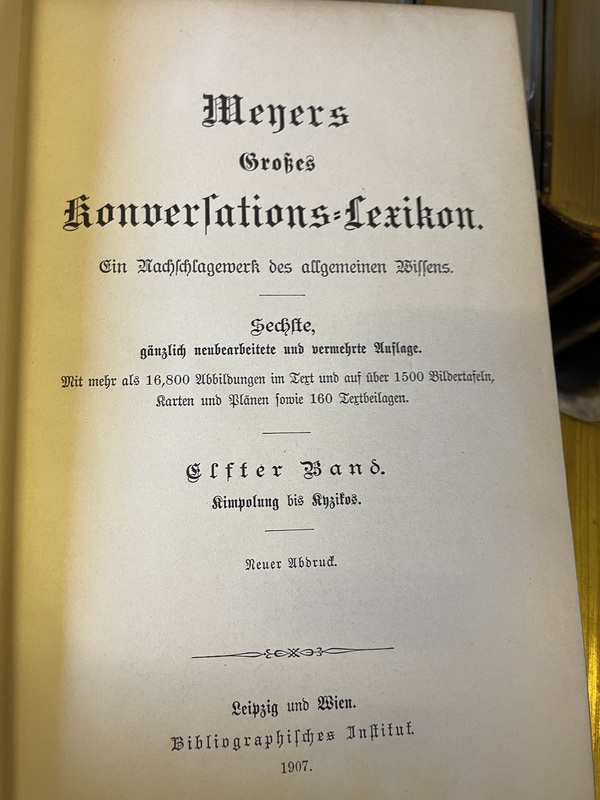 Meyers
Großes
Konversations-Lexikon.
Ein Nachschlagewerk des allgemeinen Wissens.
Sechste,
gänzlich neubearbeitete und vermehrte Auflage.
Mit mehr als 16,800 Abbildungen im Text und auf über 1500 Bildertafeln,
Karten und Plänen sowie 160 Textbeilagen.
Elfter Band.
Kimpolung bis Kyzikos.
Neuer Abdruck.
Leipzig und Wien.
Bibliographisches Institut.
1907.